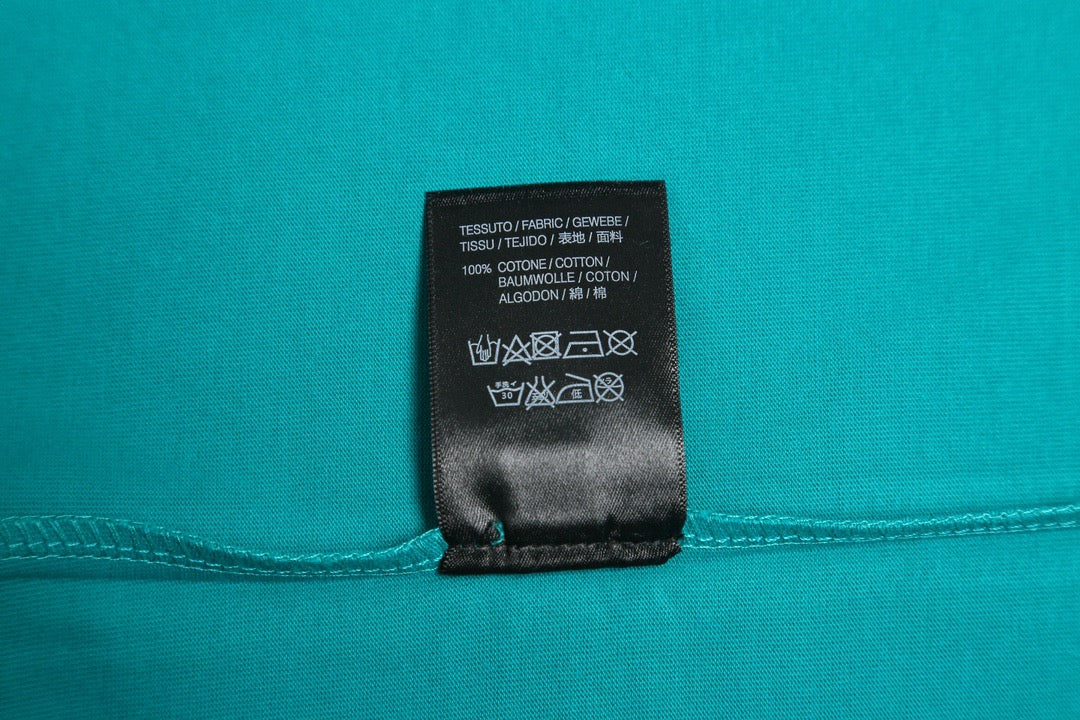 TESSUTO / FABRIC / GEWEBE /
TISSU / TEJIDO / 表地 / 面料
100% COTONE / COTTON /
BAUMWOLLE / COTON /
ALGODON / 綿 / 棉
手洗イ
30
低